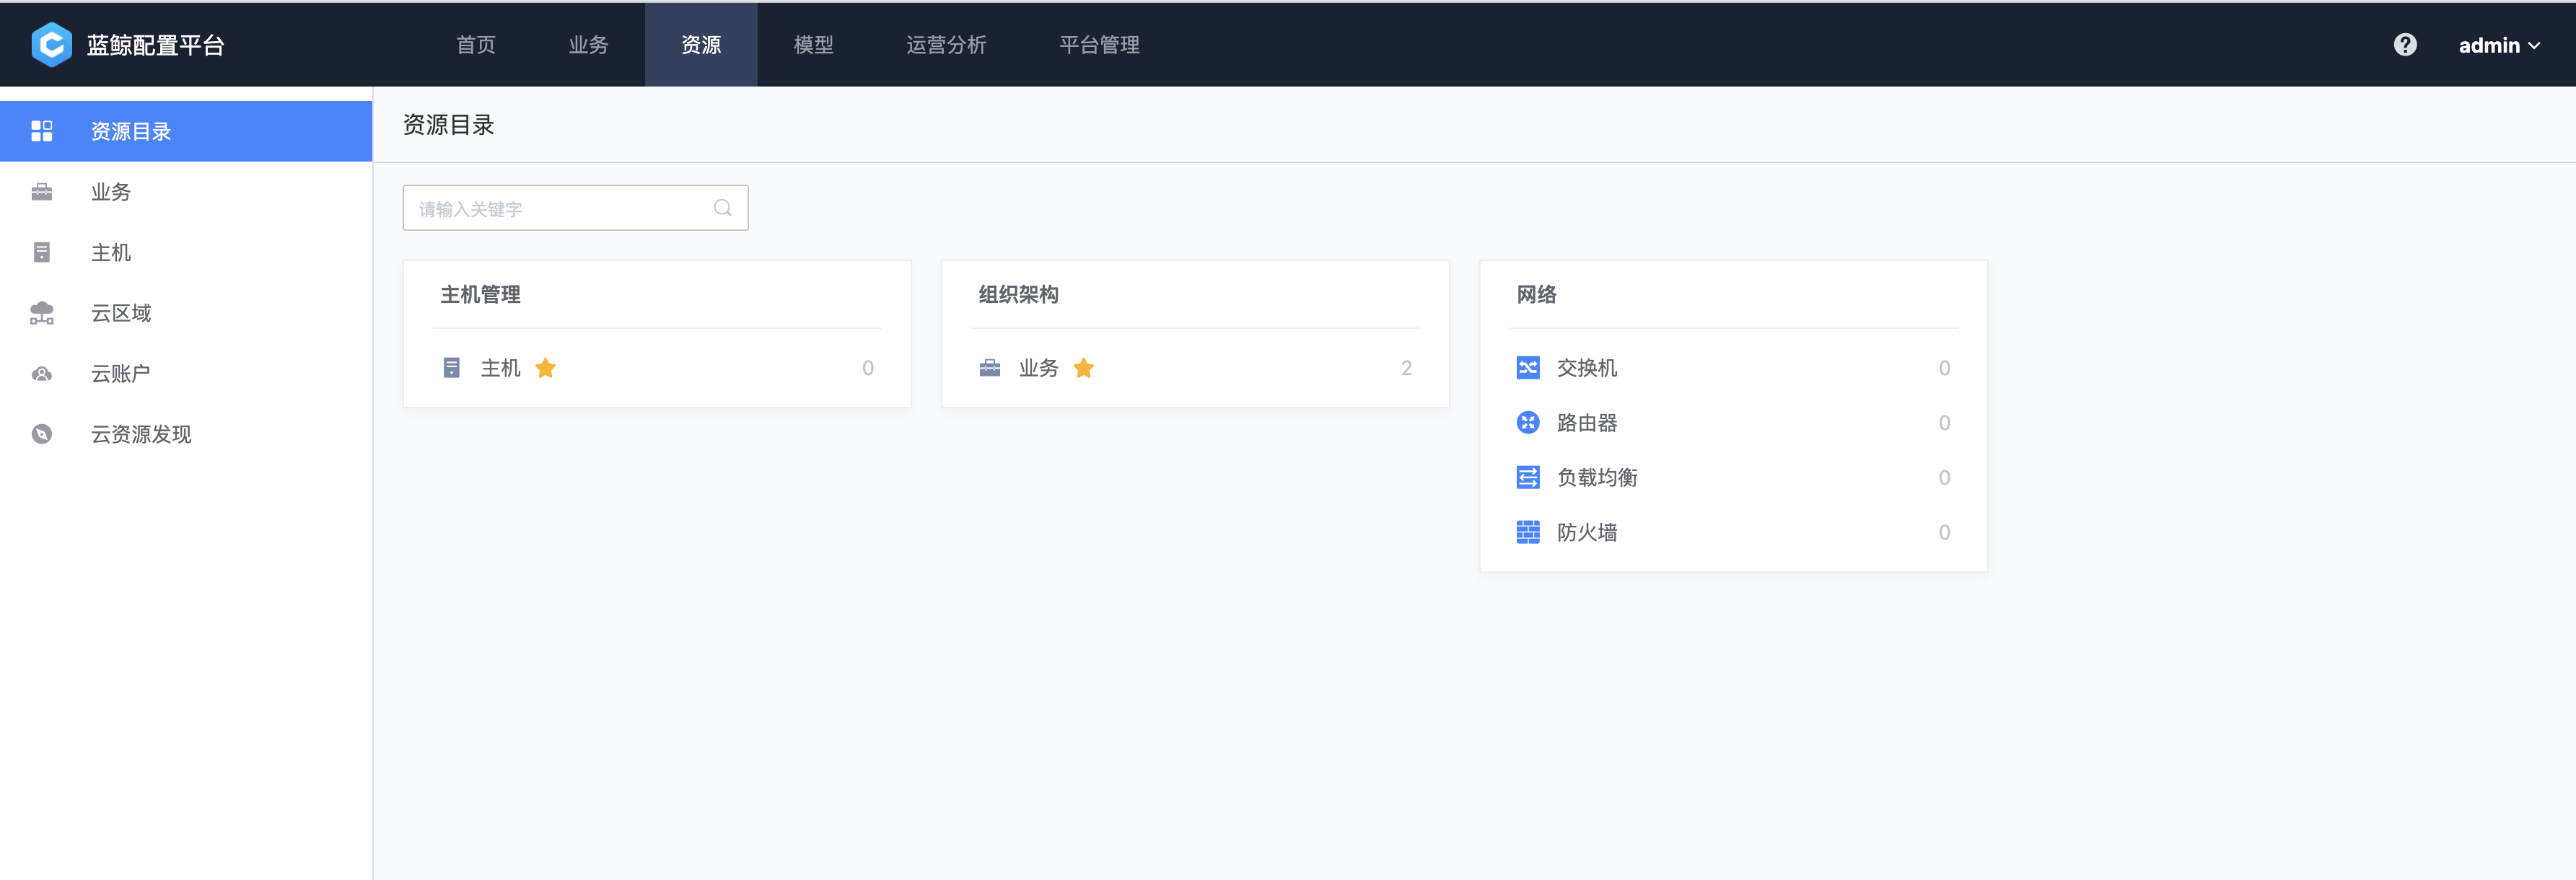 蓝鲸配置平台
首页
业务
资源
模型
运营分析
平台管理
admin
资源目录
业务
主机
云区域
云账户
云资源发现
资源目录
请输入关键字
主机管理
主机 0
组织架构
业务 2
网络
交换机 0
路由器 0
负载均衡 0
防火墙 0